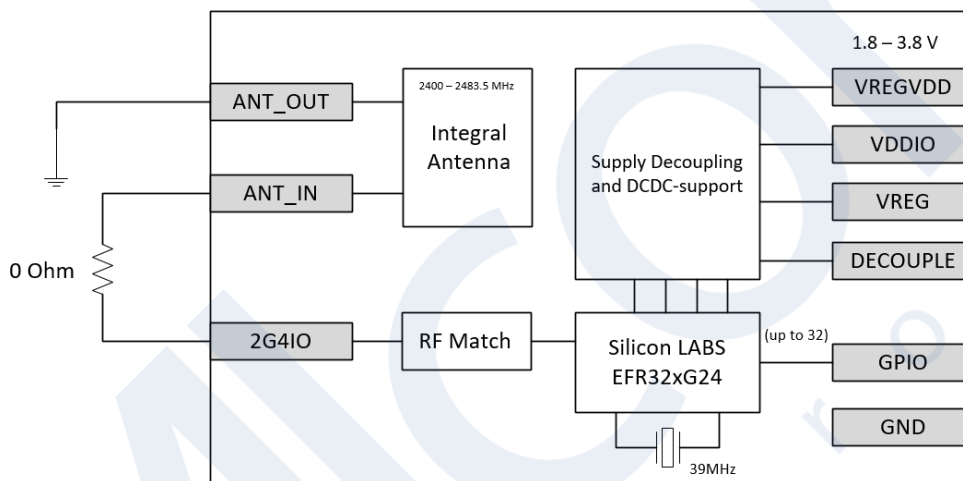 1.8 – 3.8 V
ANT_OUT
2400 – 2483.5 MHz
Integral
Antenna
VREGVDD
VDDIO
Supply Decoupling
and DCDC-support
ANT_IN
VREG
0 Ohm
DECOUPLE
2G4IO
RF Match
Silicon LABS
EFR32xG24
(up to 32)
GPIO
GND
39MHz